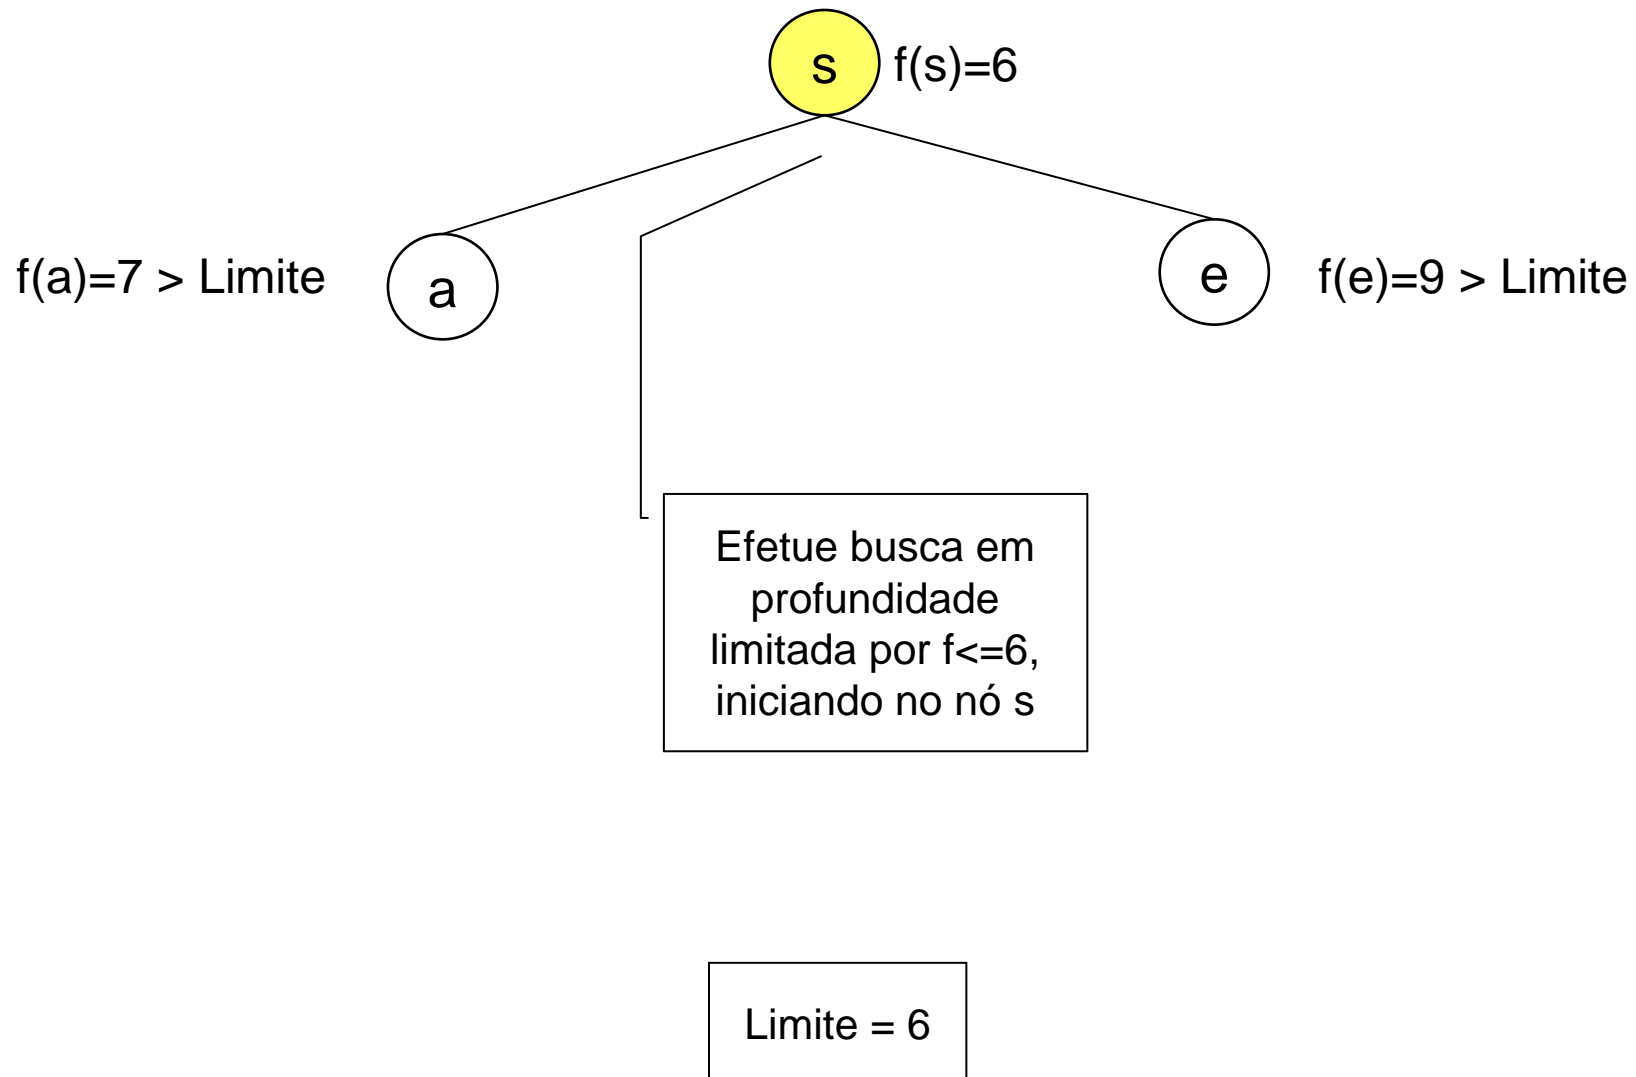 s f(s)=6
f(a)=7 > Limite a e f(e)=9 > Limite
Efetue busca em
profundidade
limitada por f<=6,
iniciando no nó s
Limite = 6